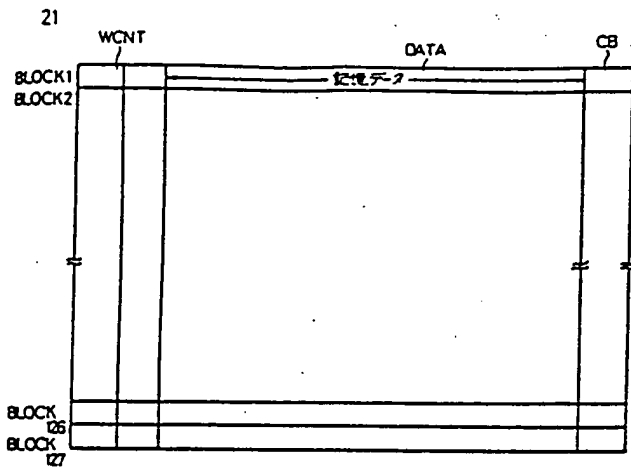 21
WCNT
DATA
CB
BLOCK1
記憶データ
BLOCK2
BLOCK
126
BLOCK
127